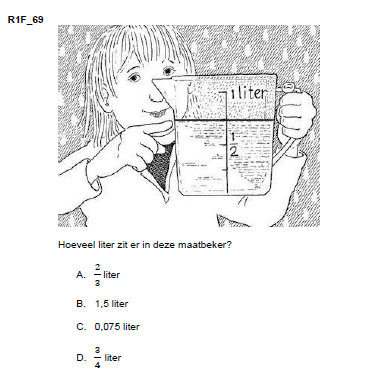 R1F_69
1 liter
1
2
Hoeveel liter zit er in deze maatbeker?
A. 2/3 liter
B. 1,5 liter
C. 0,075 liter
D. 3/4 liter